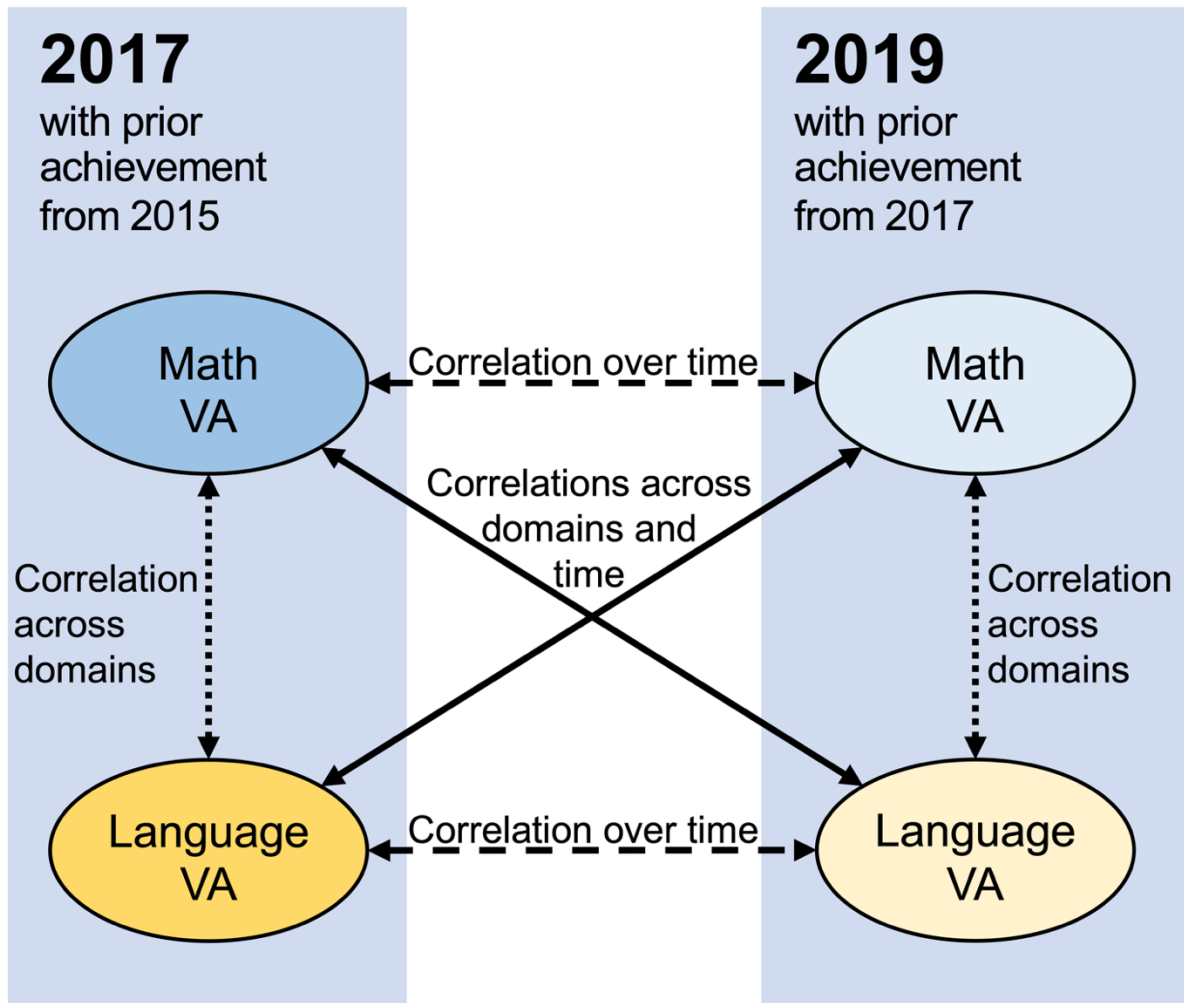 2017
with prior
achievement
from 2015
2019
with prior
achievement
from 2017
Math
VA
Correlation over time
Math
VA
Correlations across
domains and
time
Correlation
across
domains
Correlation
across
domains
Language
VA
Correlation over time
Language
VA